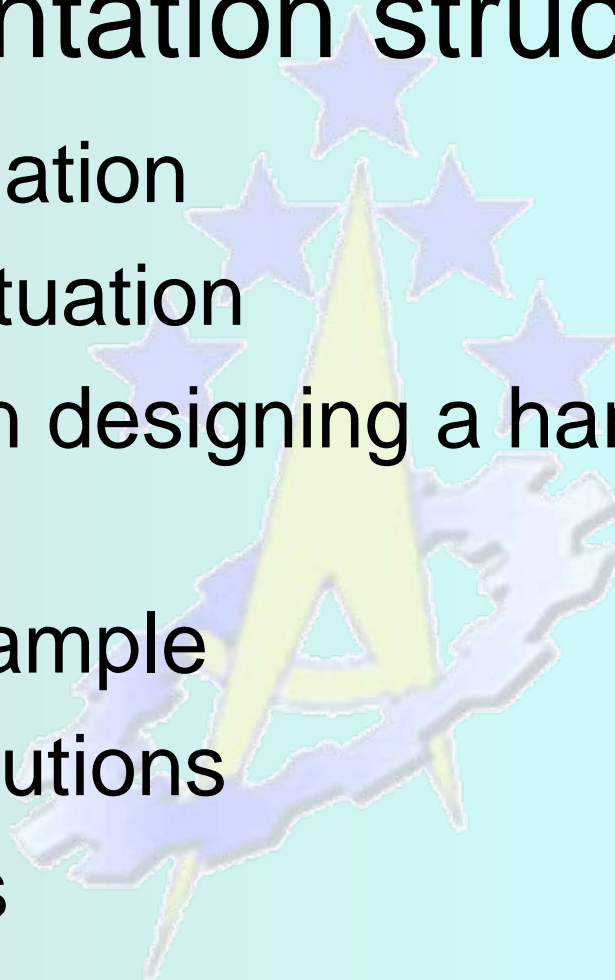 ntation struc
ation
tuation
n designing a har
ample
utions
s